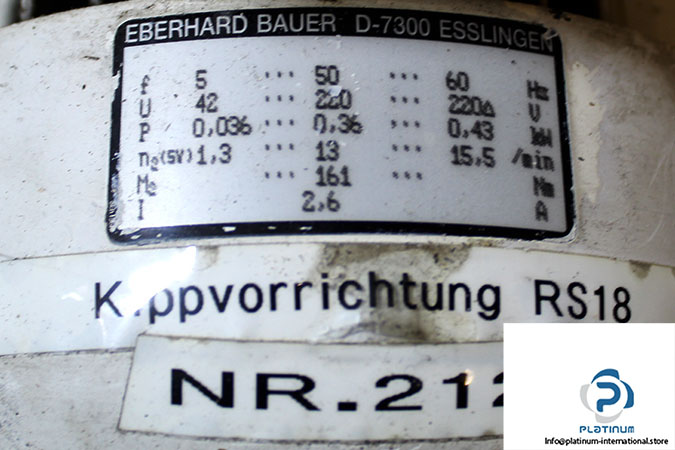 EBERHARD BAUER D-7300 ESSLINGEN
f 5 ··· 50 ··· 60 Hz
U 42 ··· 220 ··· 220Δ V
P 0,036 ··· 0,36 ··· 0,43 kW
n₂(SV) 1,3 ··· 13 ··· 15,5 /min
M₂ ··· 161 ··· Nm
I 2,6 A
Kippvorrichtung RS18
NR.212
PLATINUM
Info@platinum-international.store